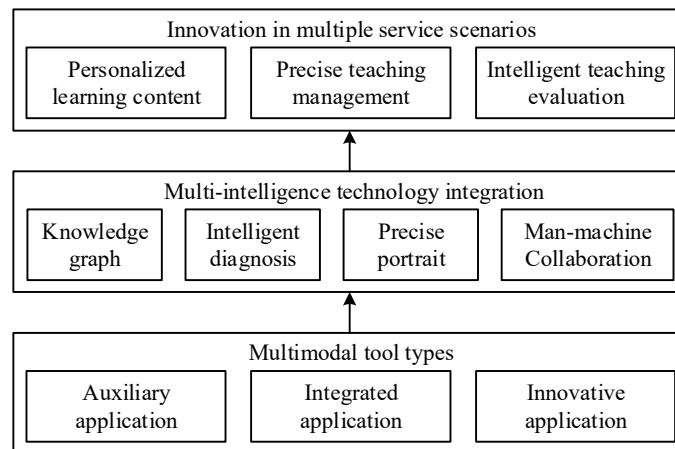 Innovation in multiple service scenarios
Personalized
learning content
Precise teaching
management
Intelligent teaching
evaluation
Multi-intelligence technology integration
Knowledge
graph
Intelligent
diagnosis
Precise
portrait
Man-machine
Collaboration
Multimodal tool types
Auxiliary
application
Integrated
application
Innovative
application